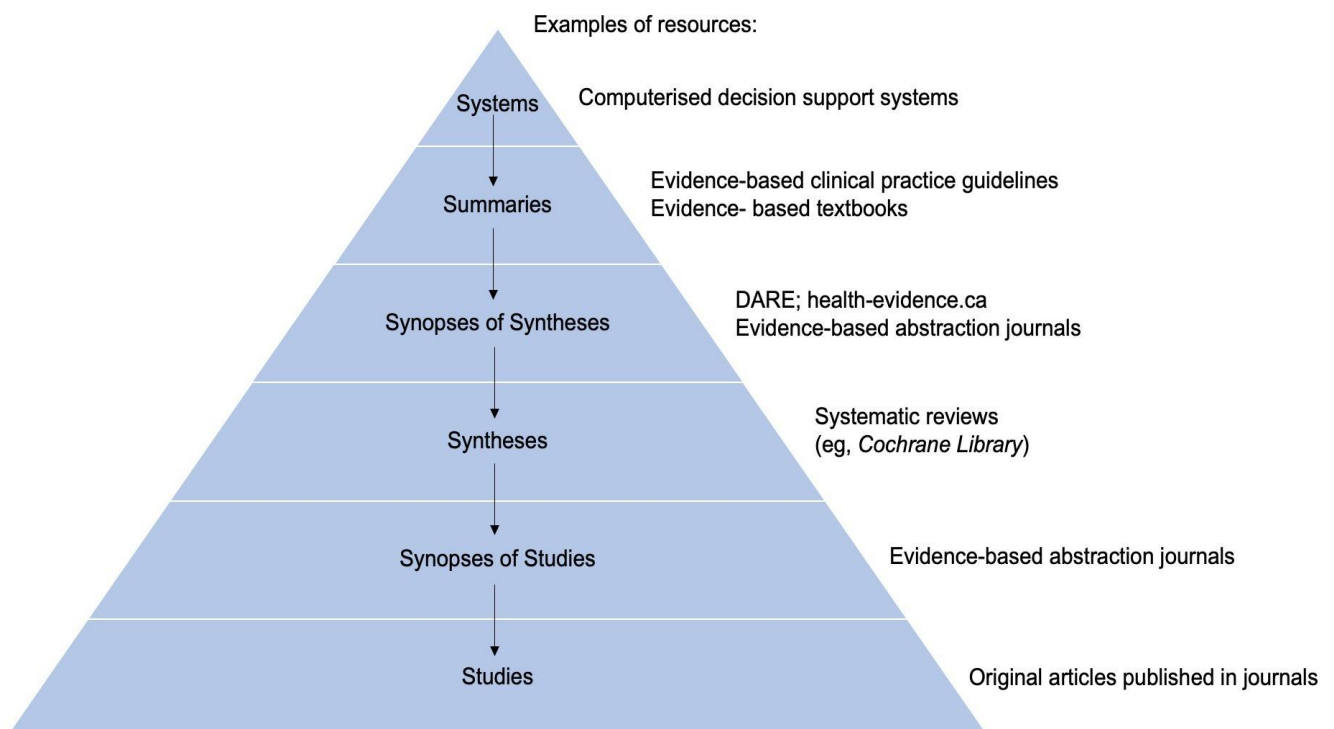 Examples of resources:
Systems
Computerised decision support systems
Summaries
Evidence-based clinical practice guidelines
Evidence- based textbooks
Synopses of Syntheses
DARE; health-evidence.ca
Evidence-based abstraction journals
Syntheses
Systematic reviews
(eg, Cochrane Library)
Synopses of Studies
Evidence-based abstraction journals
Studies
Original articles published in journals